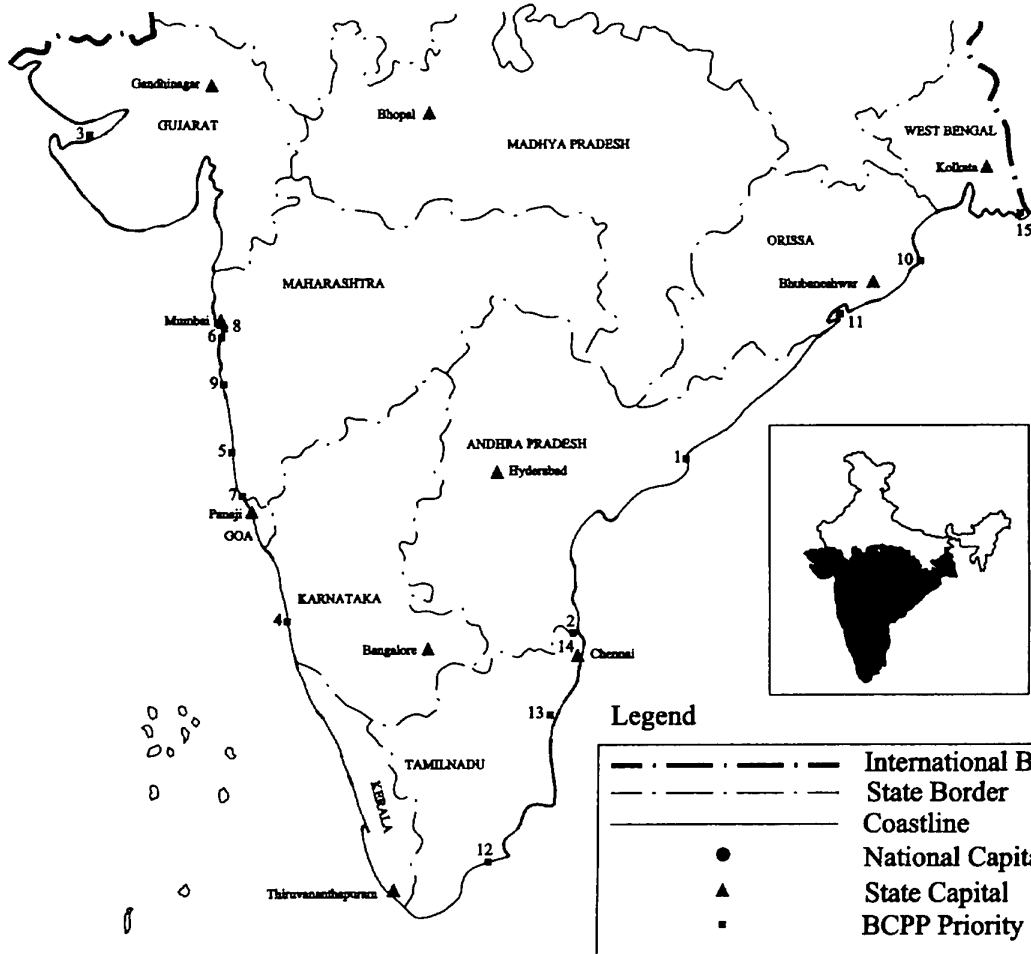 Gandhinagar
GUJARAT
3
Bhopal
MADHYA PRADESH
WEST BENGAL
Kolkata
15
ORISSA
10
Bhubaneshwar
11
MAHARASHTRA
Mumbai
8
6
9
5
7
Panaji
GOA
ANDHRA PRADESH
Hyderabad
1
KARNATAKA
4
Bangalore
2
14
Chennai
13
TAMILNADU
KERALA
12
Thiruvananthapuram
Legend
International B
State Border
Coastline
National Capita
State Capital
BCPP Priority